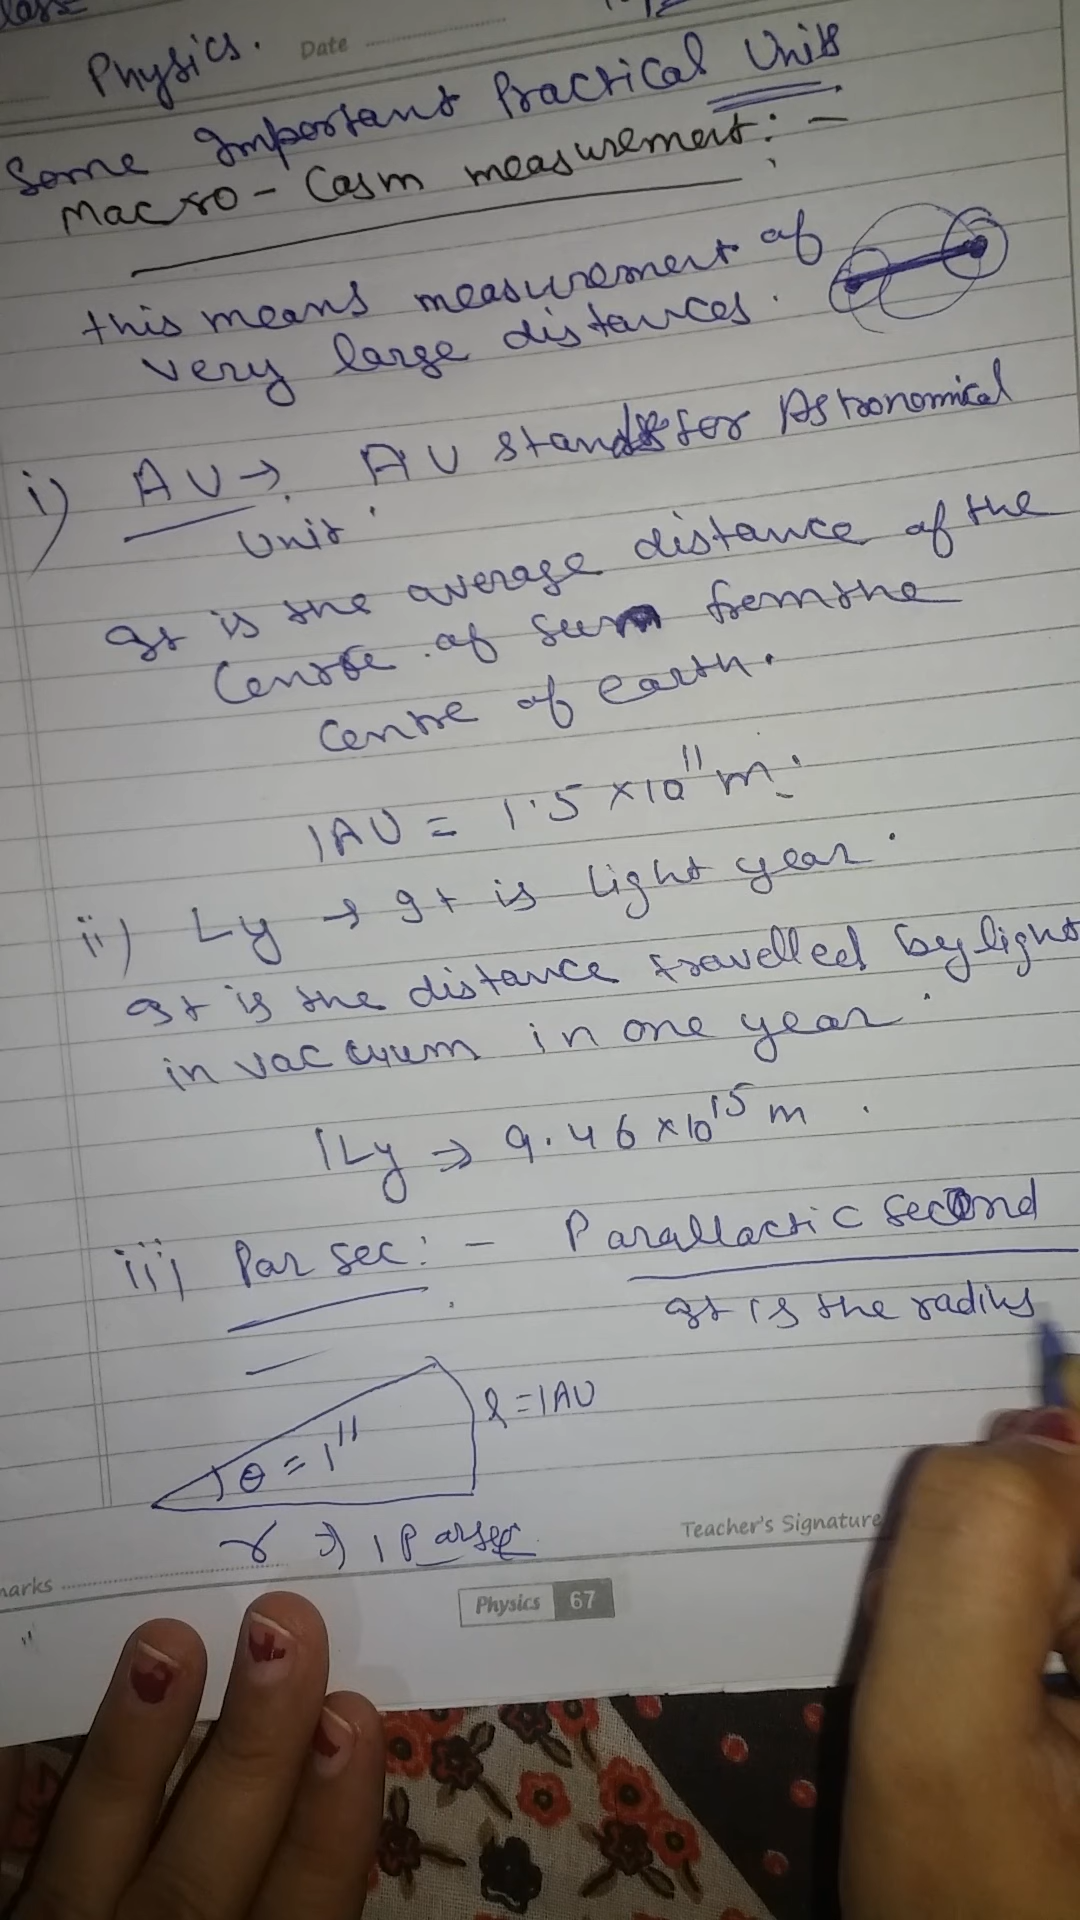 Physics. Date
Some Important Practical Units
Macro - Casm measurement: -
this means measurement of
very large distances.
i) AU → AU stands for Astronomical
Unit.
It is the average distance of the
Centre of sun from the
Centre of earth.
1AU = 1.5 × 10¹¹ m.
ii) Ly → It is light year.
It is the distance travelled by light
in vaccuum in one year.
1Ly ⇒ 9.46 × 10¹⁵ m.
iii) Par sec: - Parallactic second
It is the radius
l = 1AU
θ = 1"
r ⇒ 1 Parsec
Teacher's Signature
marks
Physics 67